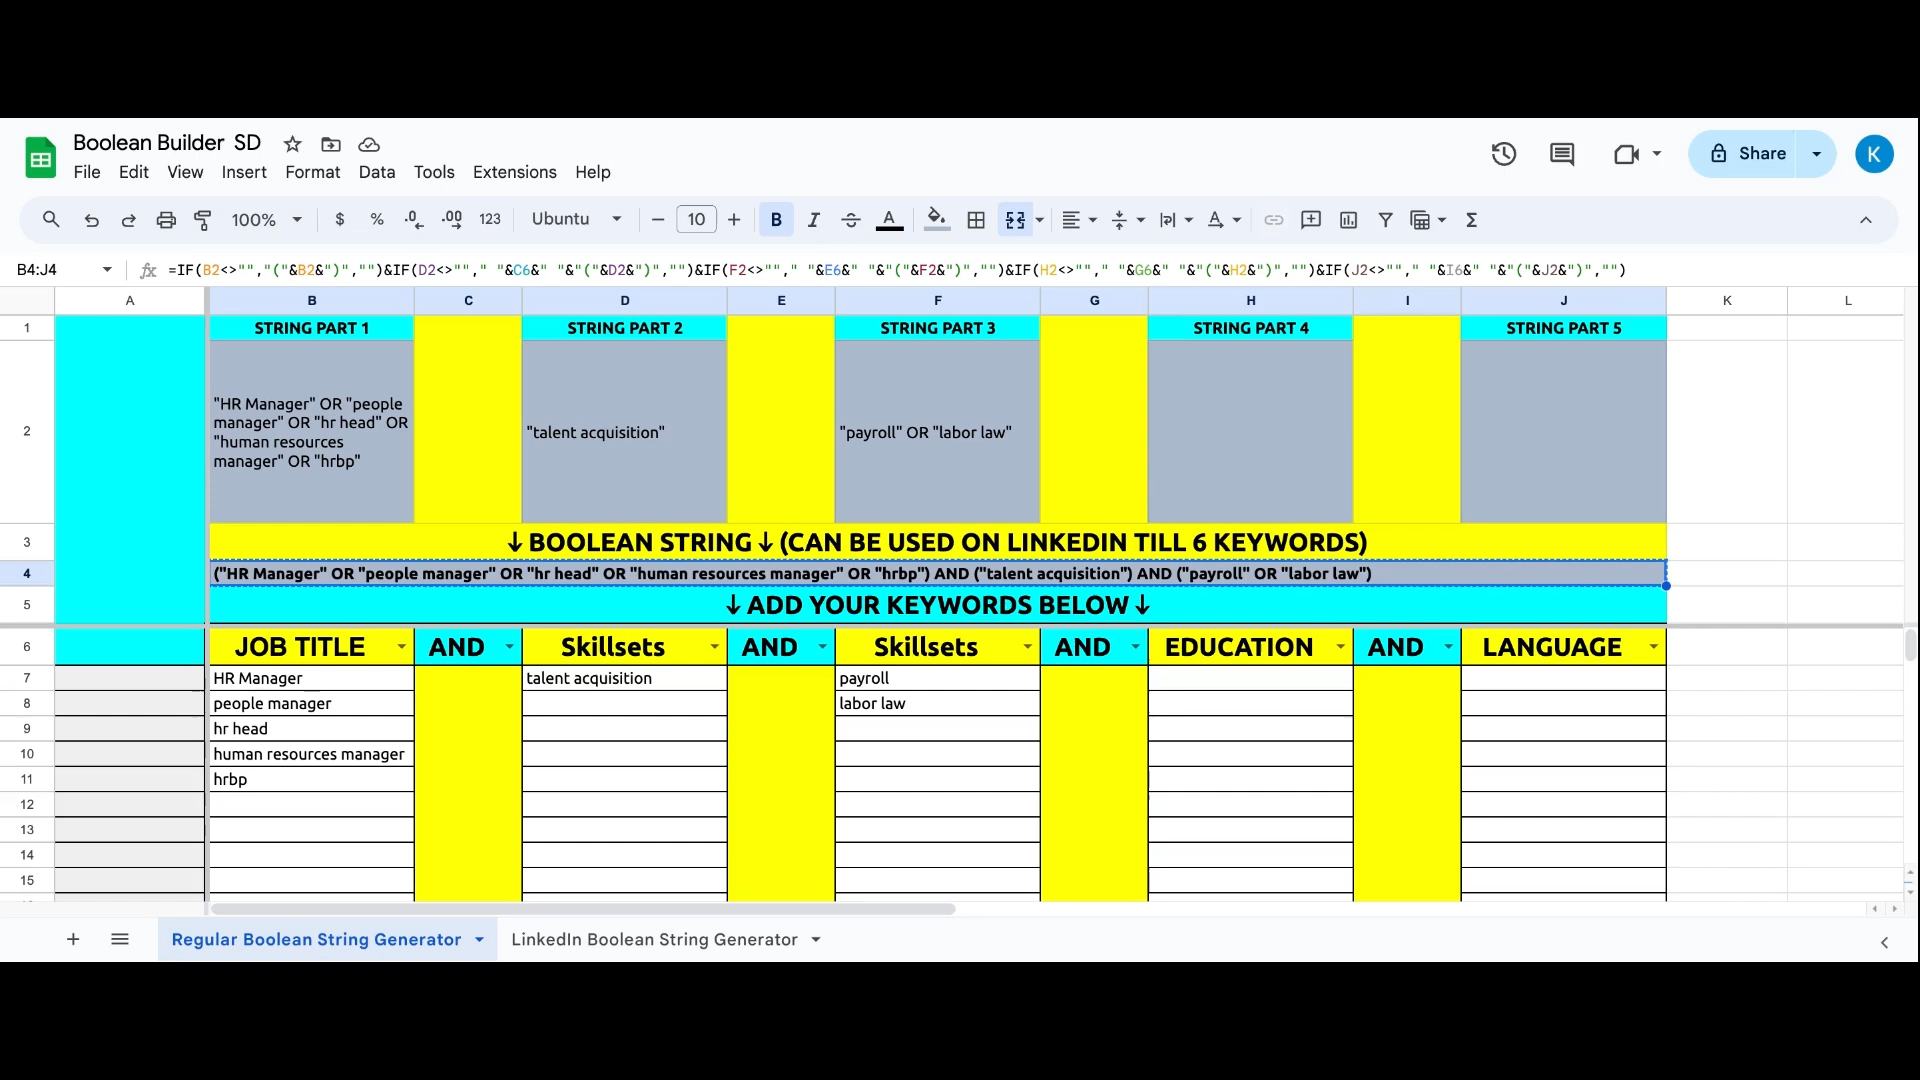 Boolean Builder SD
File Edit View Insert Format Data Tools Extensions Help
Share
K
100% $ % .0 .00 123 Ubuntu 10 B I S A A Σ
B4:J4 fx =IF(B2<>"","("&B2&")","")&IF(D2<>""," "&C6&" "&"("&D2&")","")&IF(F2<>""," "&E6&" "&"("&F2&")","")&IF(H2<>""," "&G6&" "&"("&H2&")","")&IF(J2<>""," "&I6&" "&"("&J2&")","")
A B C D E F G H I J K L
1 STRING PART 1 STRING PART 2 STRING PART 3 STRING PART 4 STRING PART 5
2
"HR Manager" OR "people
manager" OR "hr head" OR
"human resources
manager" OR "hrbp"
"talent acquisition"
"payroll" OR "labor law"
3 ↓ BOOLEAN STRING ↓ (CAN BE USED ON LINKEDIN TILL 6 KEYWORDS)
4 ("HR Manager" OR "people manager" OR "hr head" OR "human resources manager" OR "hrbp") AND ("talent acquisition") AND ("payroll" OR "labor law")
5 ↓ ADD YOUR KEYWORDS BELOW ↓
6 JOB TITLE AND Skillsets AND Skillsets AND EDUCATION AND LANGUAGE
7 HR Manager talent acquisition payroll
8 people manager labor law
9 hr head
10 human resources manager
11 hrbp
12
13
14
15
Regular Boolean String Generator LinkedIn Boolean String Generator